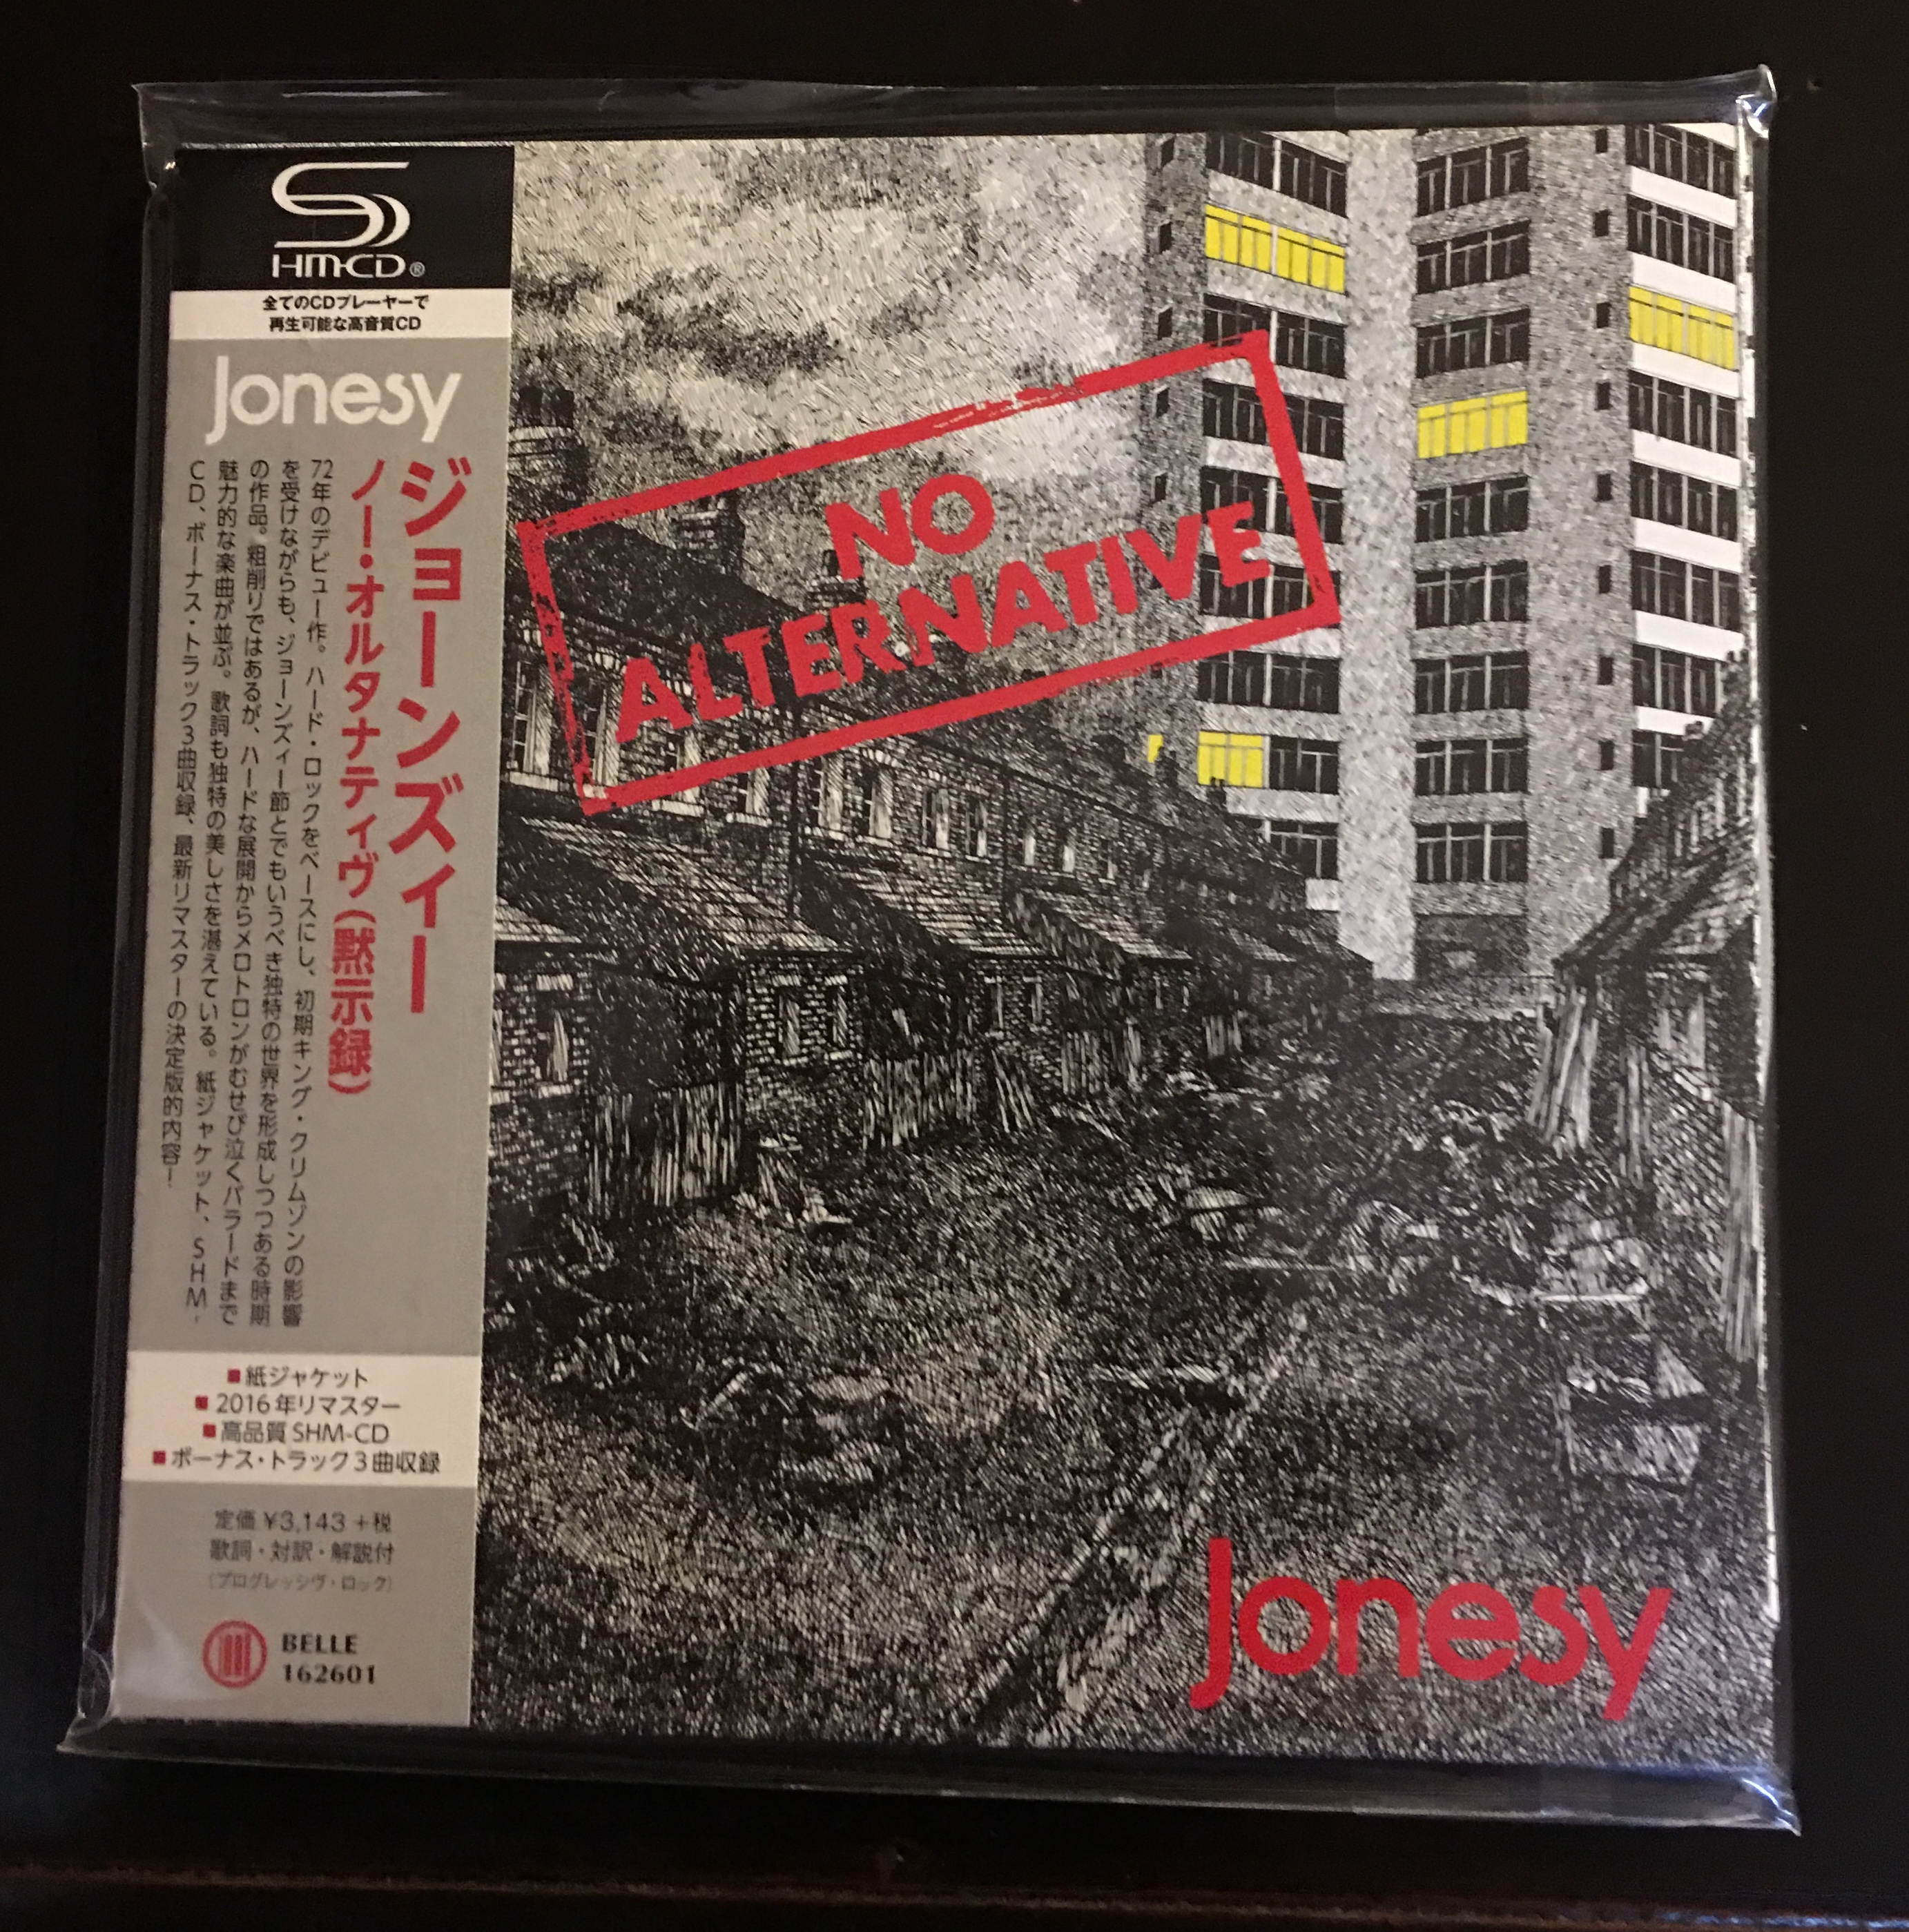 S
HM-CD®
全てのCDプレーヤーで
再生可能な高音質CD
Jonesy
ジョーンズィー
ノー・オルタナティヴ(黙示録)
72年のデビュー作。ハード・ロックをベースにし、初期キング・クリムゾンの影響
を受けながらも、ジョーンズィー節とでもいうべき独特の世界を形成しつつある時期
の作品。粗削りではあるが、ハードな展開からメロトロンがむせび泣くバラードまで
魅力的な楽曲が並ぶ。歌詞も独特の美しさを湛えている。紙ジャケット、SHM-
CD、ボーナス・トラック3曲収録、最新リマスターの決定版的内容!
■紙ジャケット
■2016年リマスター
■高品質SHM-CD
■ボーナス・トラック3曲収録
定価 ¥3,143 +税
歌詞・対訳・解説付
(プログレッシヴ・ロック)
BELLE
162601
NO
ALTERNATIVE
Jonesy